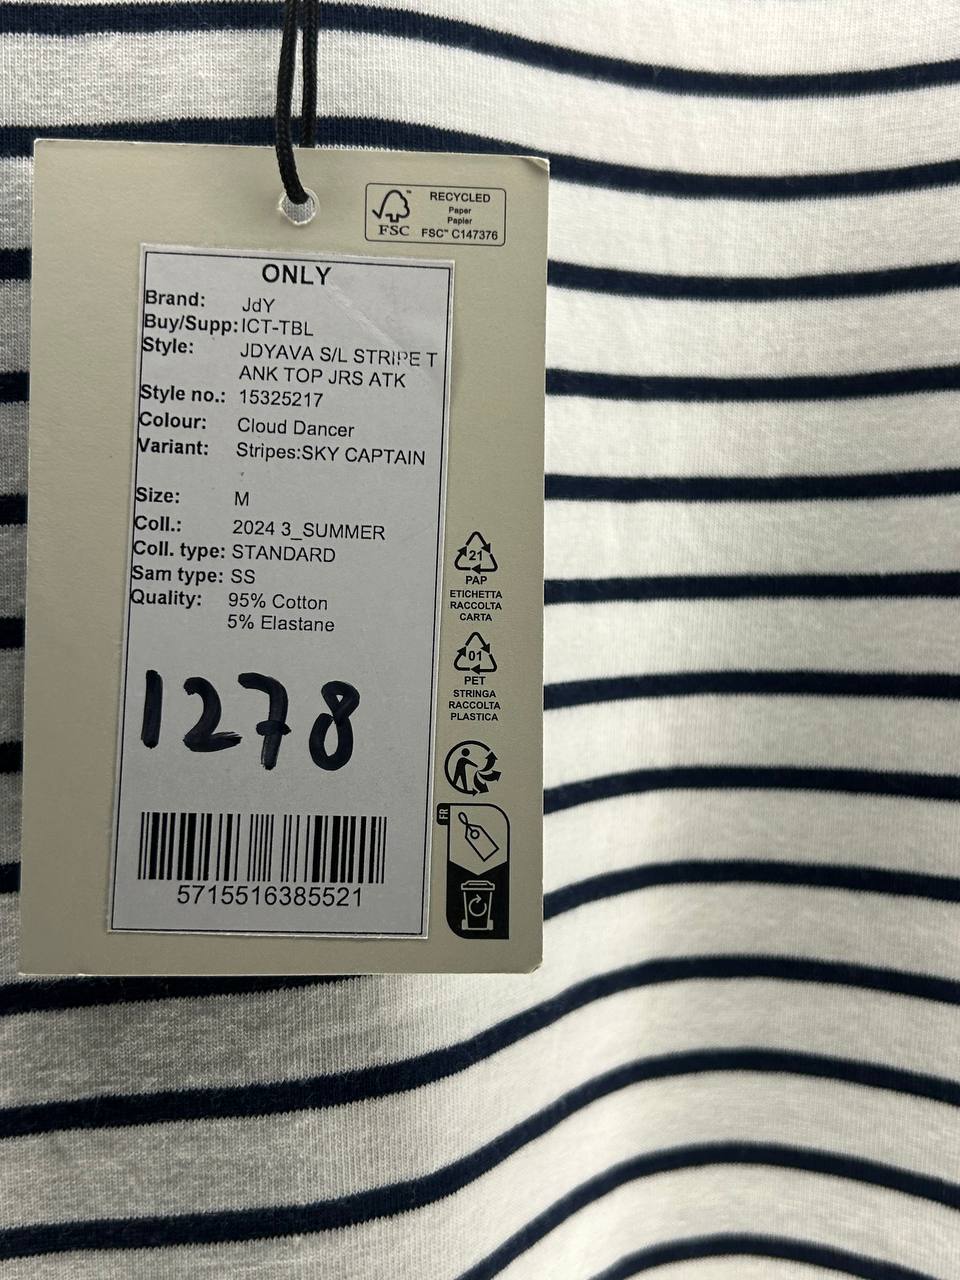 RECYCLED
Paper
Papier
FSC™ C147376
FSC
ONLY
Brand: JdY
Buy/Supp: ICT-TBL
Style: JDYAVA S/L STRIPE T
ANK TOP JRS ATK
Style no.: 15325217
Colour: Cloud Dancer
Variant: Stripes:SKY CAPTAIN
Size: M
Coll.: 2024 3_SUMMER
Coll. type: STANDARD
Sam type: SS
Quality: 95% Cotton
5% Elastane
1278
5715516385521
21
PAP
ETICHETTA
RACCOLTA
CARTA
01
PET
STRINGA
RACCOLTA
PLASTICA
FR